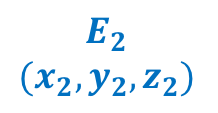 E₂
(x₂, y₂, z₂)